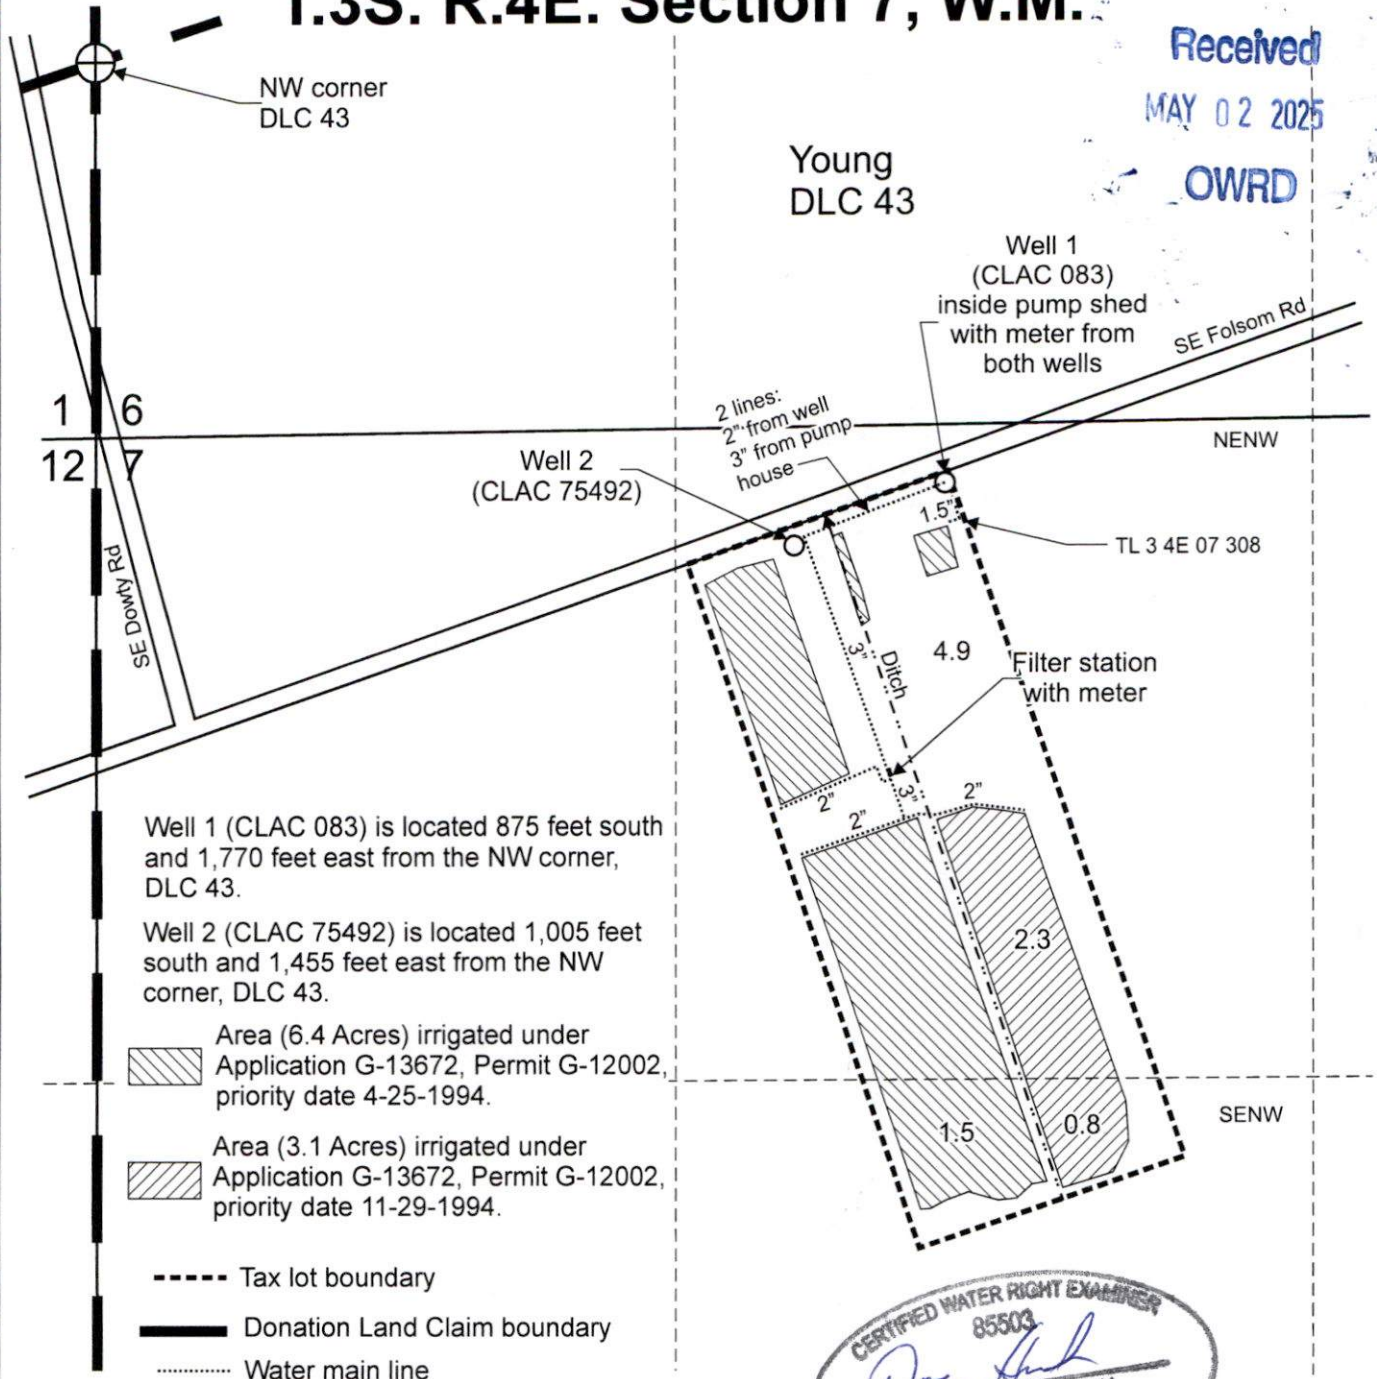 T.3S. R.4E. Section 7, W.M.
Received
MAY 02 2025
OWRD
NW corner
DLC 43
Young
DLC 43
Well 1
(CLAC 083)
inside pump shed
with meter from
both wells
SE Folsom Rd
2 lines:
2" from well
3" from pump
house
1 6
12 7
NENW
Well 2
(CLAC 75492)
1.5"
TL 3 4E 07 308
SE Dowty Rd
3"
Ditch
4.9
Filter station
with meter
2"
3"
2"
2"
Well 1 (CLAC 083) is located 875 feet south
and 1,770 feet east from the NW corner,
DLC 43.
Well 2 (CLAC 75492) is located 1,005 feet
south and 1,455 feet east from the NW
corner, DLC 43.
2.3
Area (6.4 Acres) irrigated under
Application G-13672, Permit G-12002,
priority date 4-25-1994.
SENW
1.5
0.8
Area (3.1 Acres) irrigated under
Application G-13672, Permit G-12002,
priority date 11-29-1994.
Tax lot boundary
Donation Land Claim boundary
Water main line
CERTIFIED WATER RIGHT EXAMINER
85503